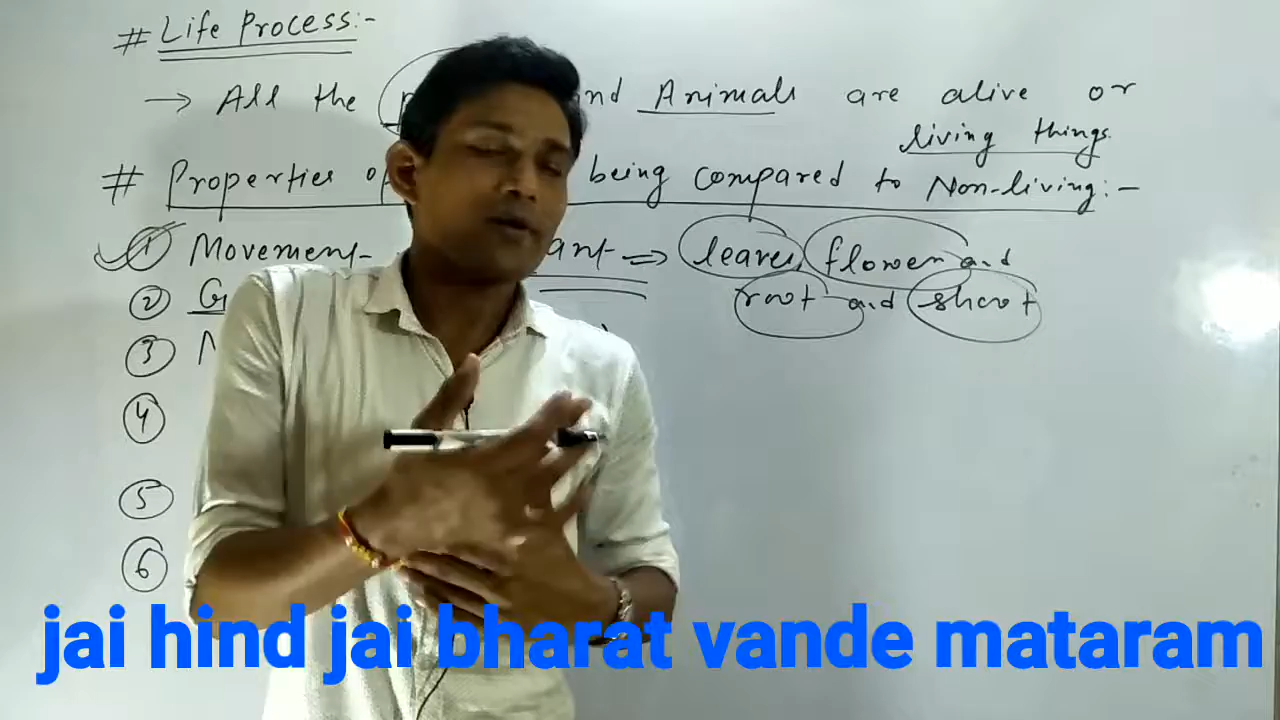 # Life Process:-
→ All the and Animals are alive or
living things.
# Properties of being compared to Non-living:-
① Movement ⇒ leaves, flower and
② root and shoot
③
④
⑤
⑥
jai hind jai bharat vande mataram